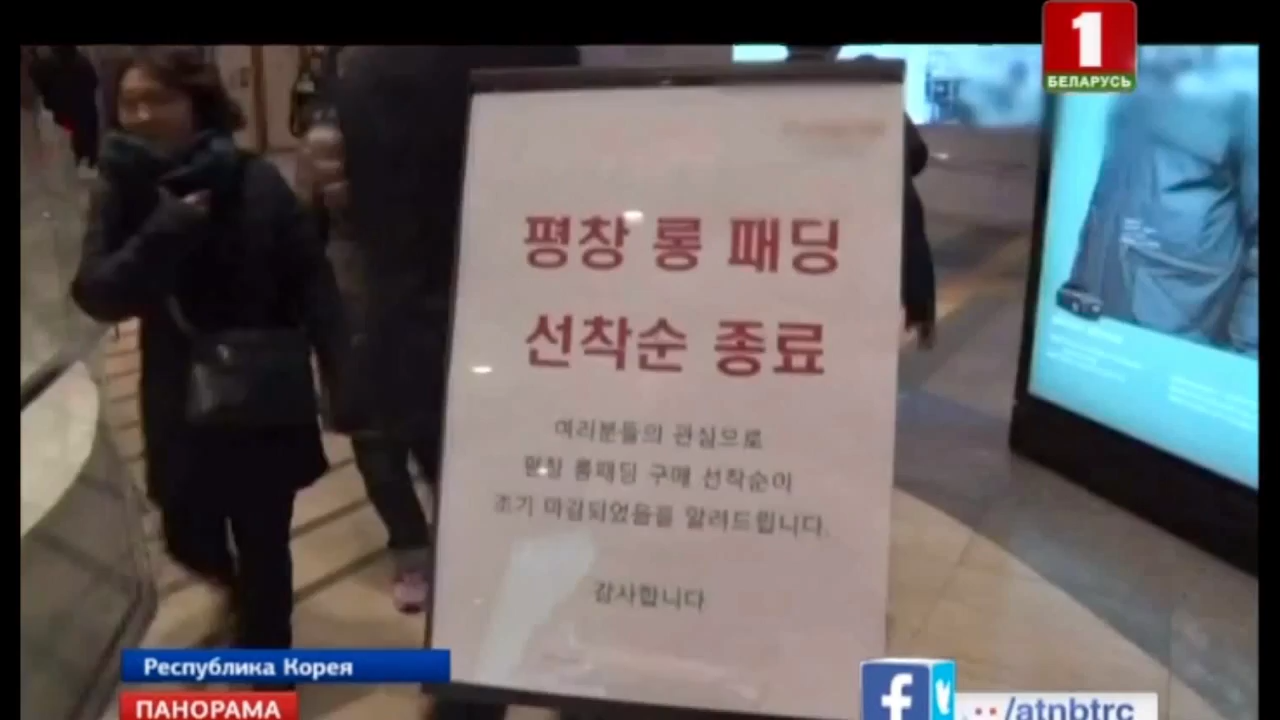 1
БЕЛАРУСЬ
평창 롱 패딩
선착순 종료
여러분들의 관심으로
평창 롱패딩 구매 선착순이
조기 마감되었음을 알려드립니다.
감사합니다
Республика Корея
ПАНОРАМА
f
/atnbtrc